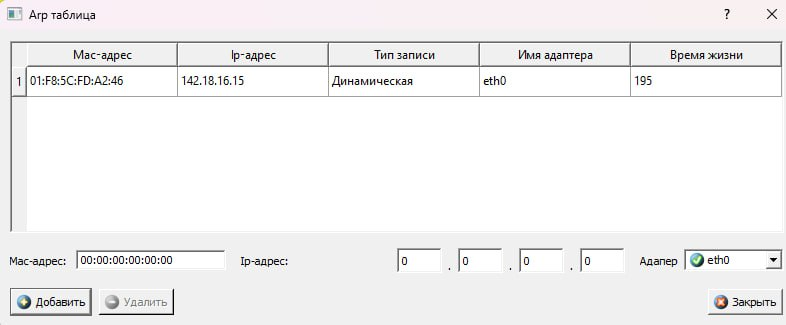 Arp таблица
Mac-адрес Ip-адрес Тип записи Имя адаптера Время жизни
1 01:F8:5C:FD:A2:46 142.18.16.15 Динамическая eth0 195
Mac-адрес: 00:00:00:00:00:00 Ip-адрес: 0 . 0 . 0 . 0 Адапер eth0
Добавить Удалить Закрыть